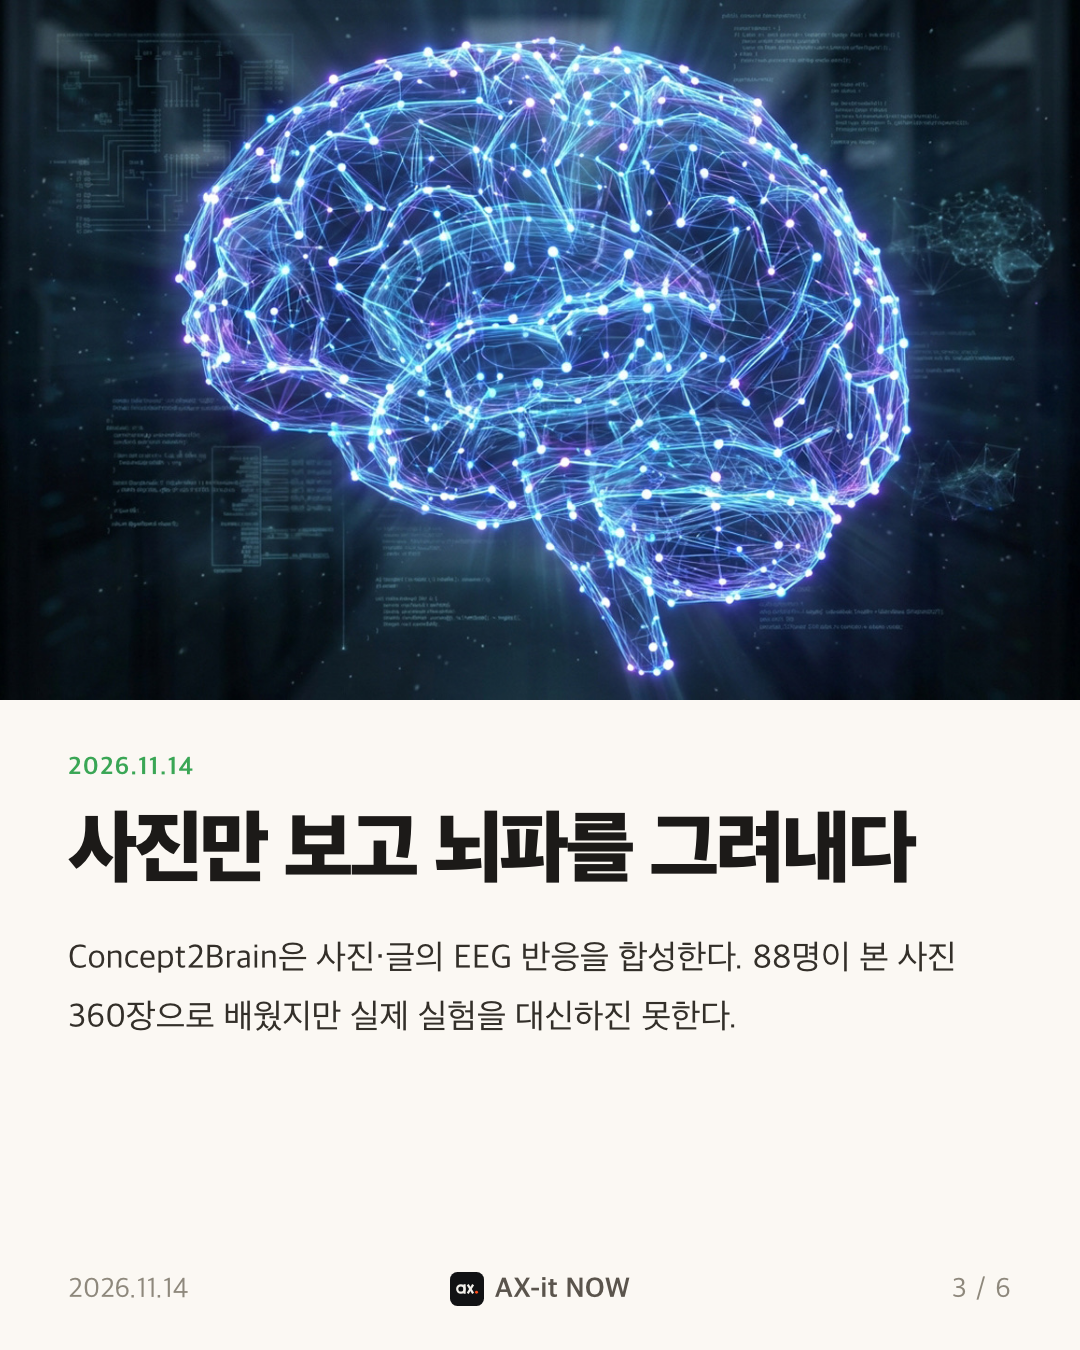 2026.11.14
사진만 보고 뇌파를 그려내다
Concept2Brain은 사진·글의 EEG 반응을 합성한다. 88명이 본 사진
360장으로 배웠지만 실제 실험을 대신하진 못한다.
2026.11.14
ax.
AX-it NOW
3 / 6